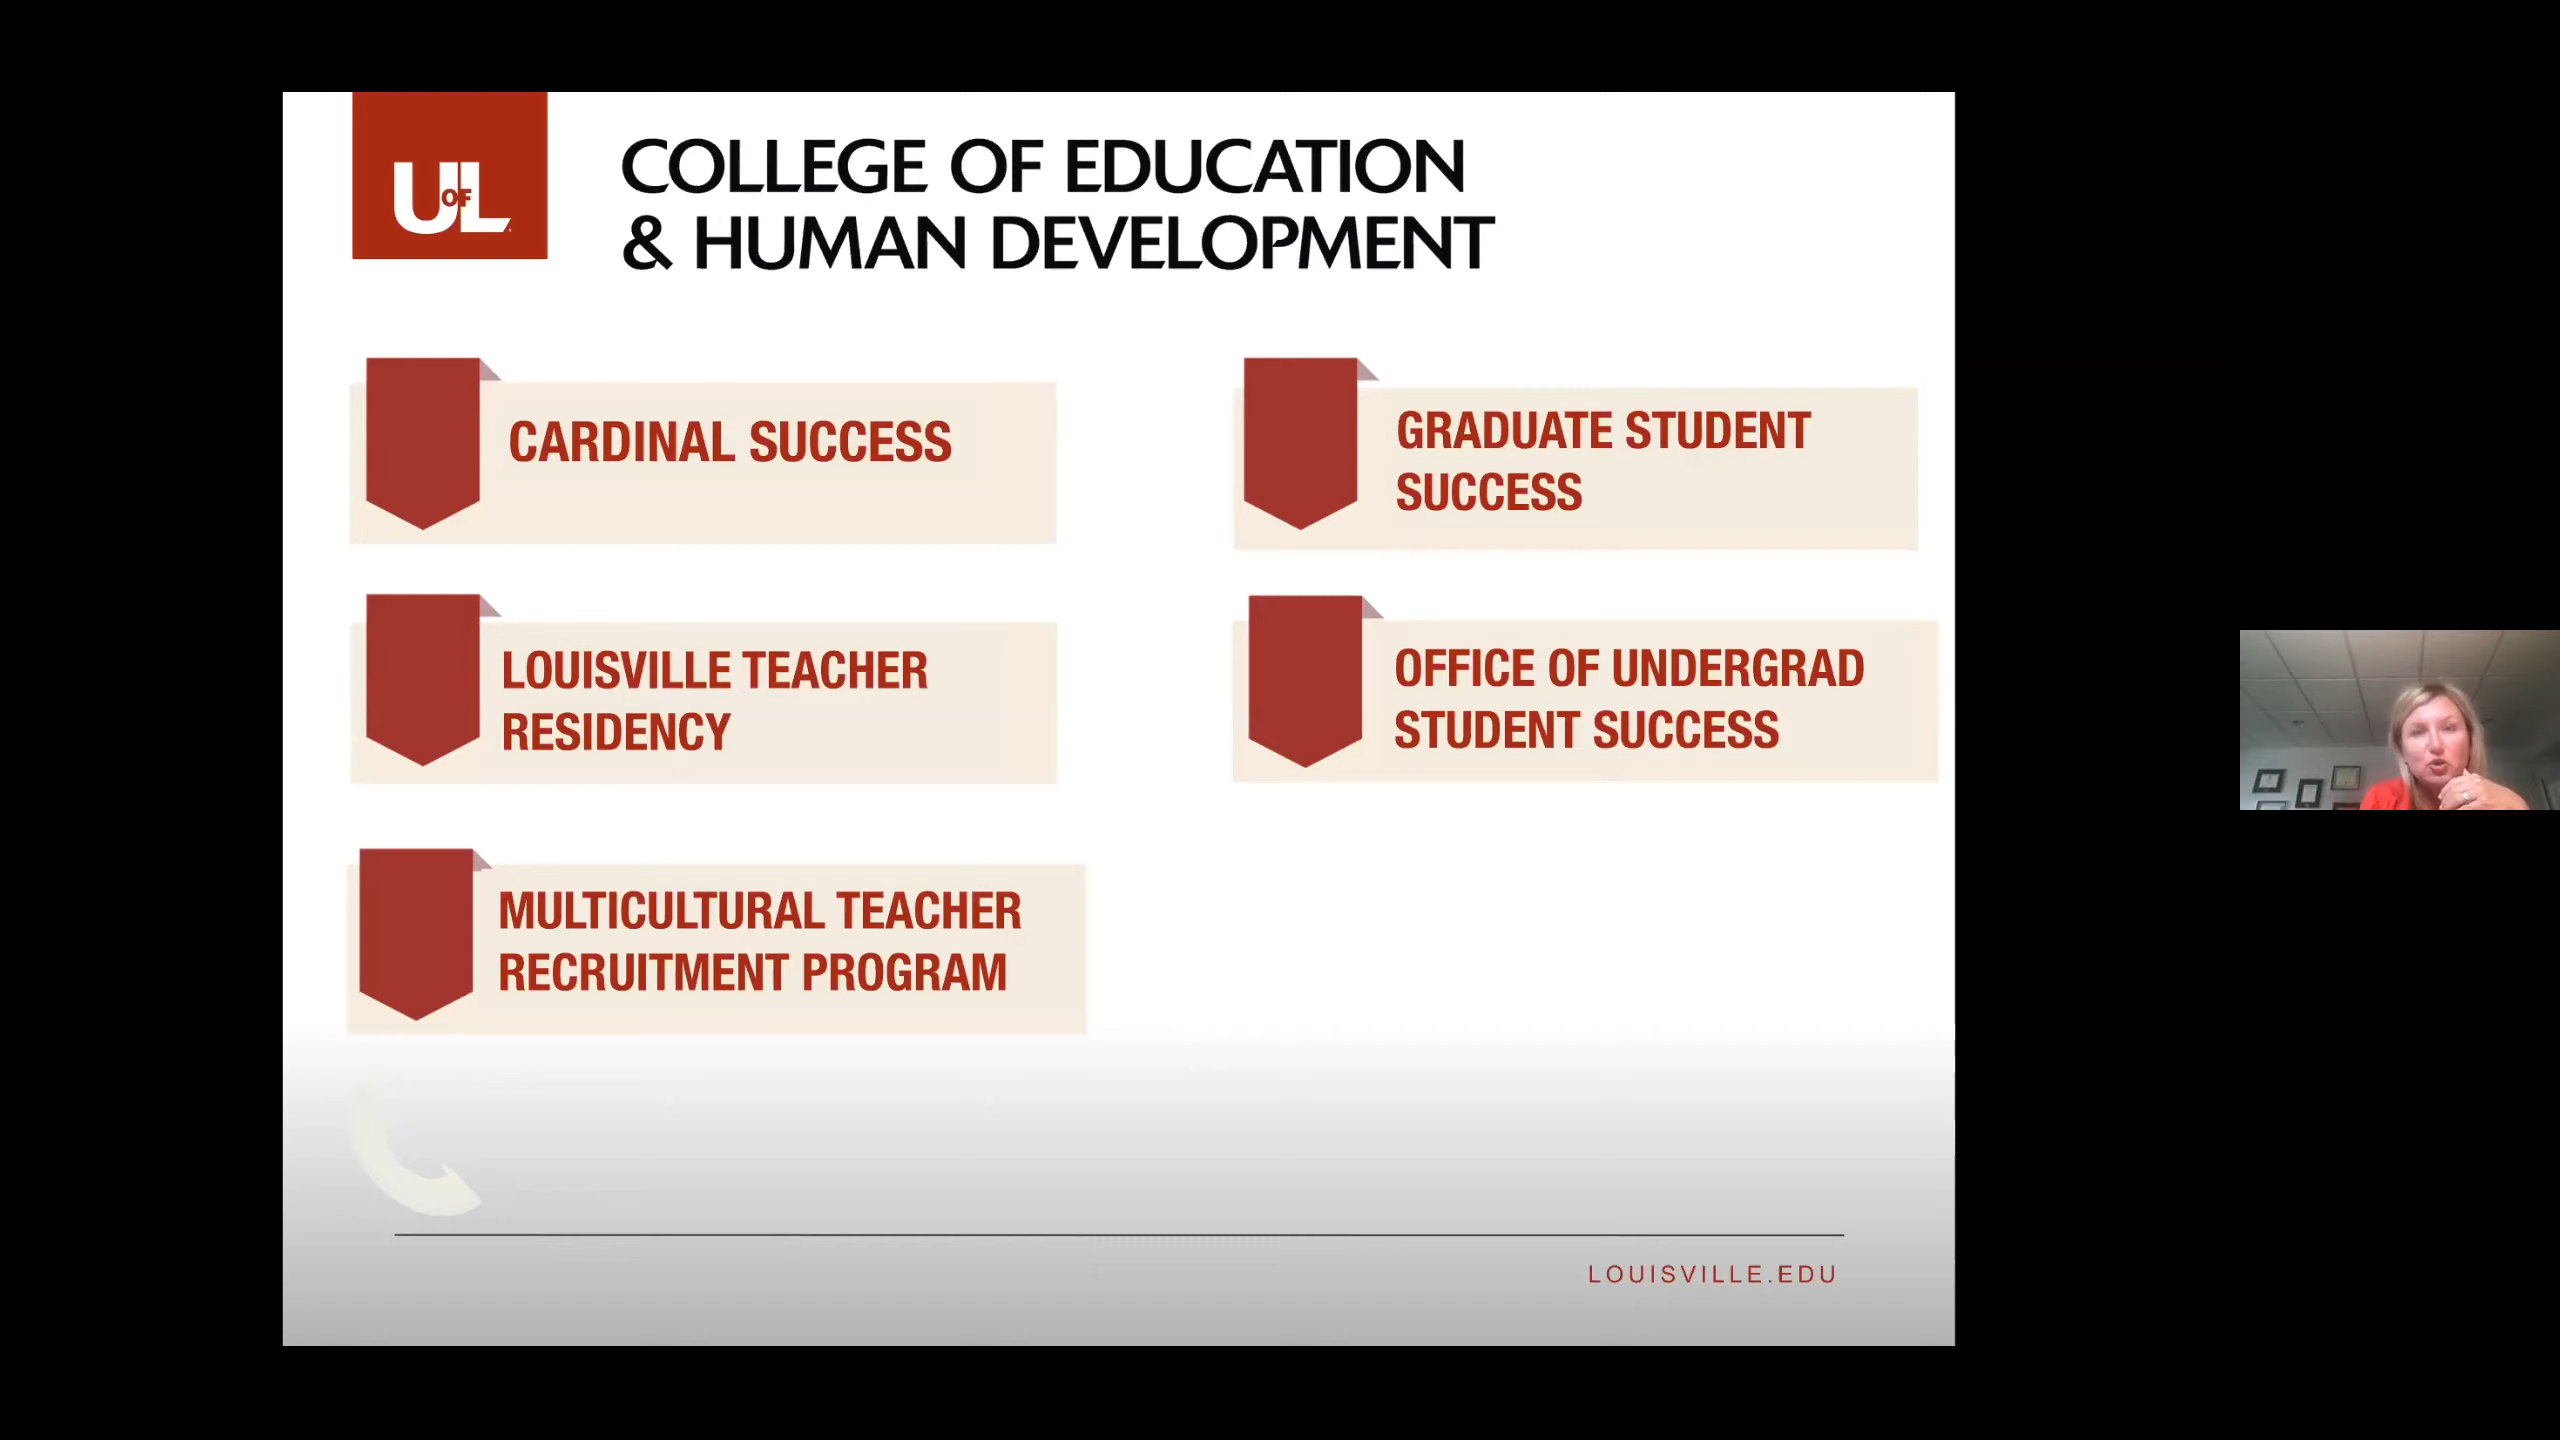 UOFL
COLLEGE OF EDUCATION
& HUMAN DEVELOPMENT
CARDINAL SUCCESS
LOUISVILLE TEACHER
RESIDENCY
MULTICULTURAL TEACHER
RECRUITMENT PROGRAM
GRADUATE STUDENT
SUCCESS
OFFICE OF UNDERGRAD
STUDENT SUCCESS
LOUISVILLE.EDU